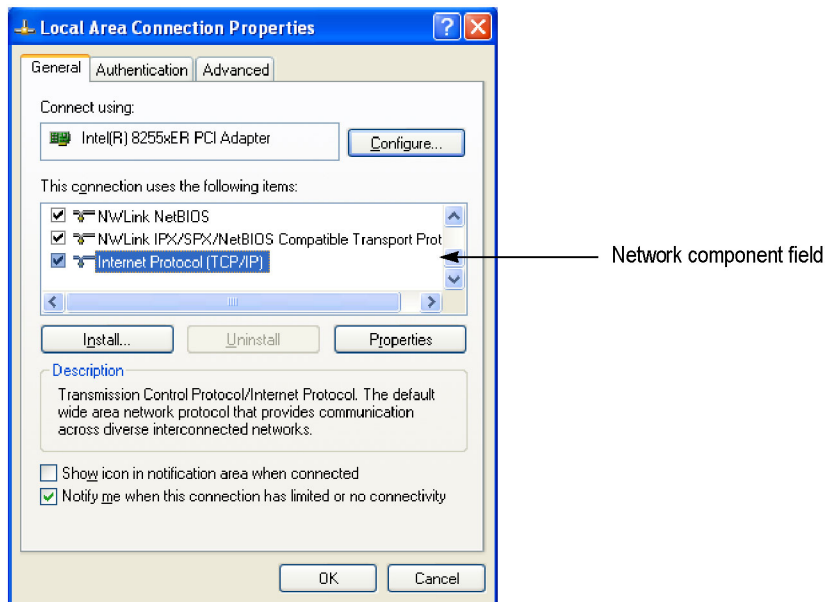 Local Area Connection Properties
General
Authentication
Advanced
Connect using:
Intel(R) 8255xER PCI Adapter
Configure...
This connection uses the following items:
NWLink NetBIOS
NWLink IPX/SPX/NetBIOS Compatible Transport Prot
Internet Protocol (TCP/IP)
Network component field
Install...
Uninstall
Properties
Description
Transmission Control Protocol/Internet Protocol. The default
wide area network protocol that provides communication
across diverse interconnected networks.
Show icon in notification area when connected
Notify me when this connection has limited or no connectivity
OK
Cancel